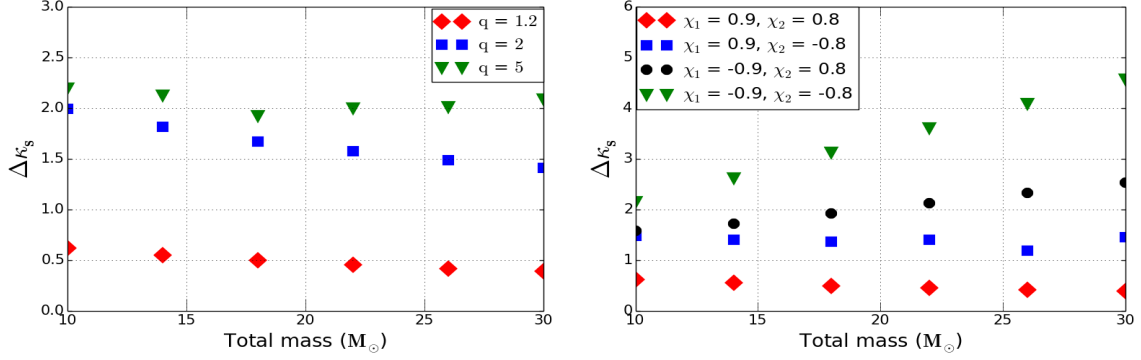 3.0
2.5
2.0
1.5
1.0
0.5
0.0
Δκₛ
10 15 20 25 30
Total mass (M⊙)
q = 1.2
q = 2
q = 5
6
5
4
3
2
1
0
Δκₛ
10 15 20 25 30
Total mass (M⊙)
χ₁ = 0.9, χ₂ = 0.8
χ₁ = 0.9, χ₂ = -0.8
χ₁ = -0.9, χ₂ = 0.8
χ₁ = -0.9, χ₂ = -0.8